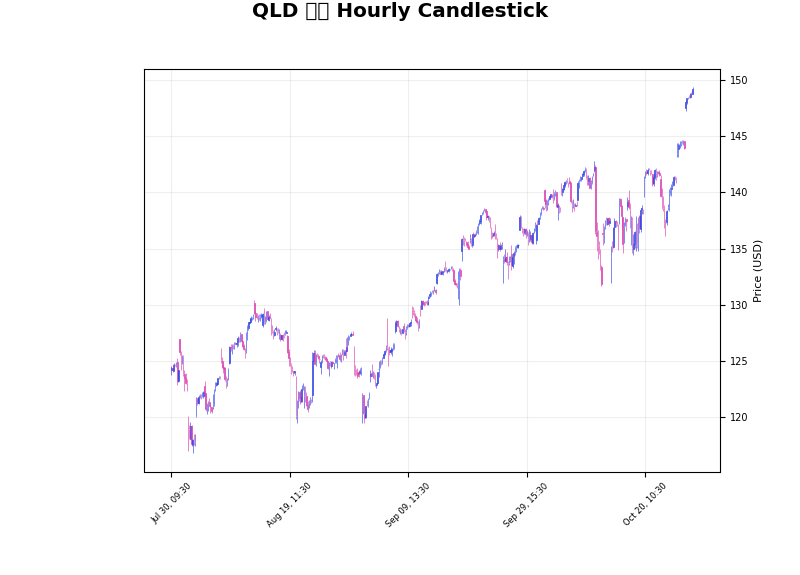 QLD Hourly Candlestick
150
145
140
135
130
125
120
Price (USD)
Jul 30, 09:30
Aug 19, 11:30
Sep 09, 13:30
Sep 29, 15:30
Oct 20, 10:30